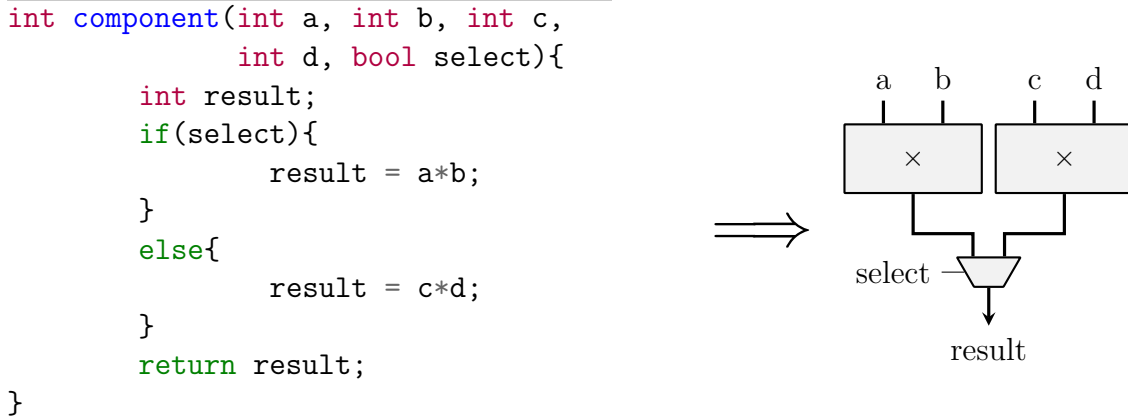 int component(int a, int b, int c,
int d, bool select){
int result;
if(select){
result = a*b;
}
else{
result = c*d;
}
return result;
}
a b c d
× ×
select
result